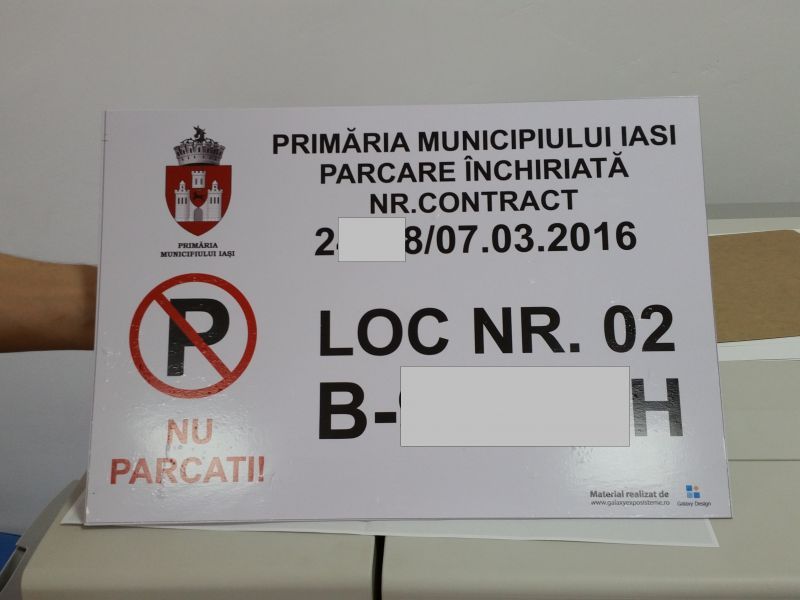 PRIMĂRIA MUNICIPIULUI IASI
PARCARE ÎNCHIRIATĂ
NR.CONTRACT
8/07.03.2016
PRIMĂRIA
MUNICIPIULUI IAȘI
P
LOC NR. 02
B- H
NU
PARCATI!
Material realizat de
www.galaxyexposisteme.ro
Galaxy Design